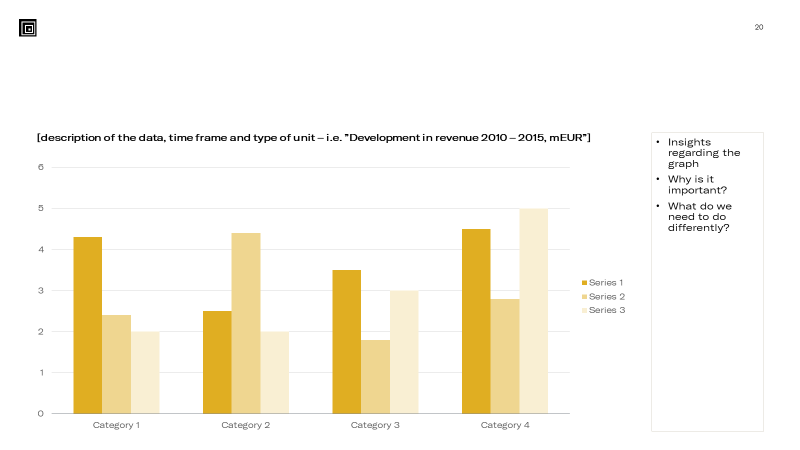 20
[description of the data, time frame and type of unit – i.e. ”Development in revenue 2010 – 2015, mEUR”]
6
5
4
3
2
1
0
Category 1
Category 2
Category 3
Category 4
Series 1
Series 2
Series 3
• Insights
regarding the
graph
• Why is it
important?
• What do we
need to do
differently?